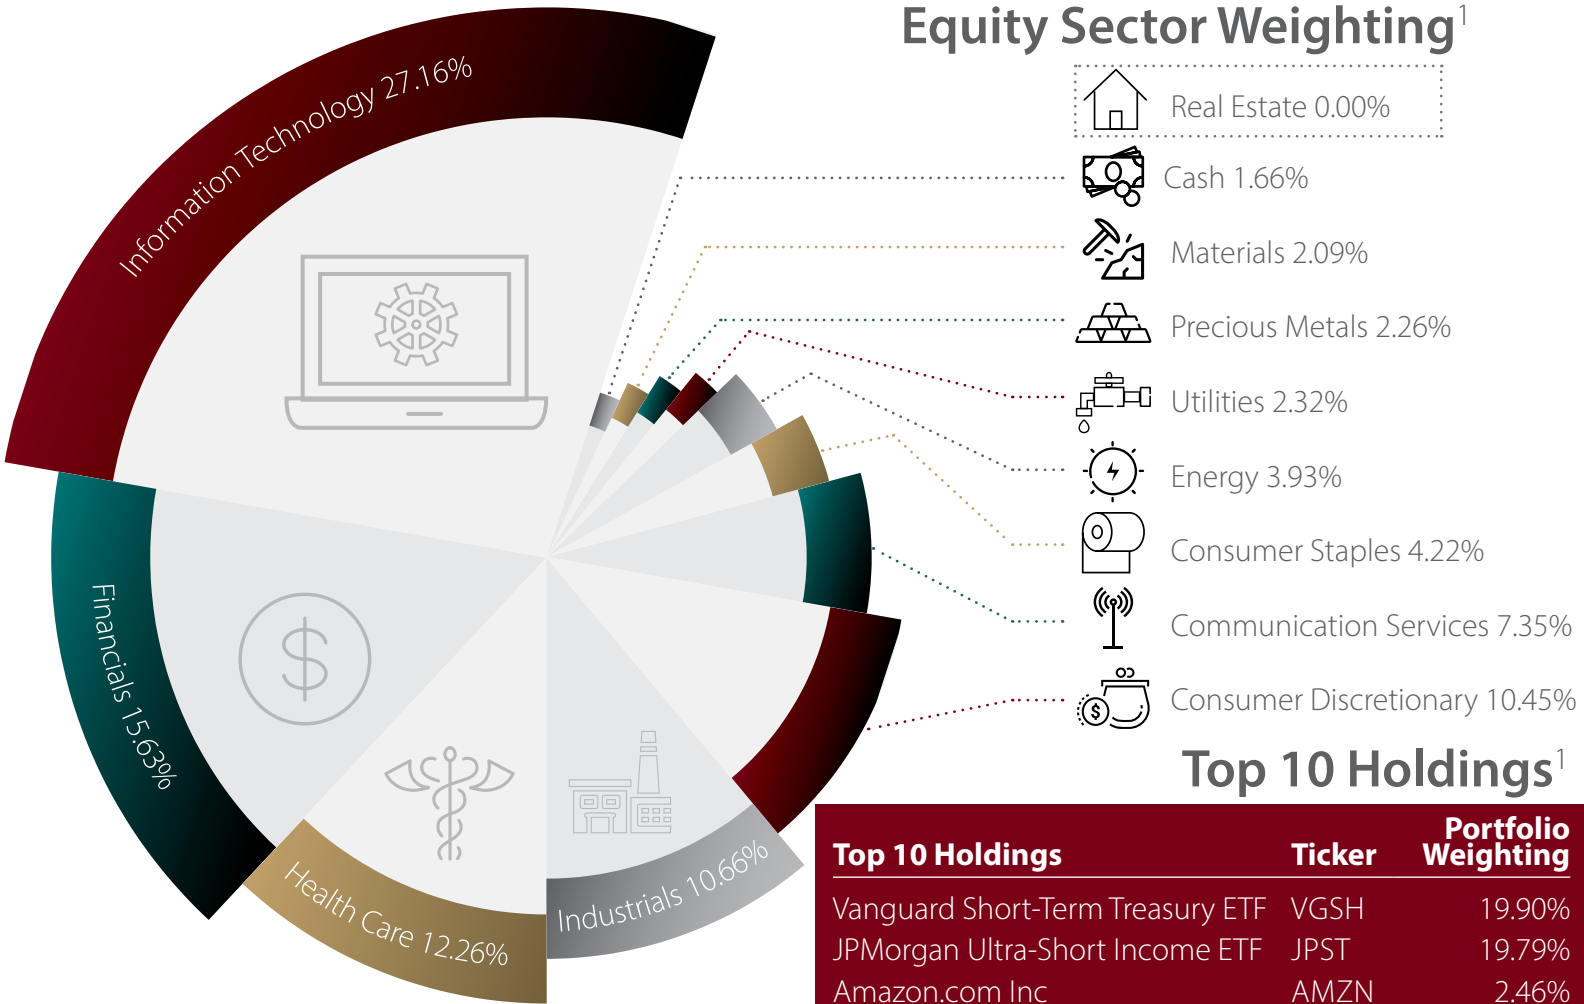 Equity Sector Weighting1
Information Technology 27.16%
Financials 15.63%
Health Care 12.26%
Industrials 10.66%
Real Estate 0.00%
Cash 1.66%
Materials 2.09%
Precious Metals 2.26%
Utilities 2.32%
Energy 3.93%
Consumer Staples 4.22%
Communication Services 7.35%
Consumer Discretionary 10.45%
Top 10 Holdings1
Top 10 Holdings Ticker Portfolio Weighting
Vanguard Short-Term Treasury ETF VGSH 19.90%
JPMorgan Ultra-Short Income ETF JPST 19.79%
Amazon.com Inc AMZN 2.46%